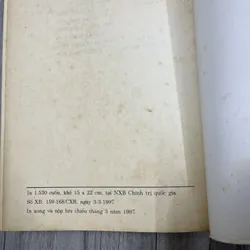 In 1.530 cuốn, khổ 15 x 22 cm, tại NXB Chính trị quốc gia
Số XB: 159-168/CXB, ngày 3-3-1997
In xong và nộp lưu chiểu tháng 5 năm 1997.